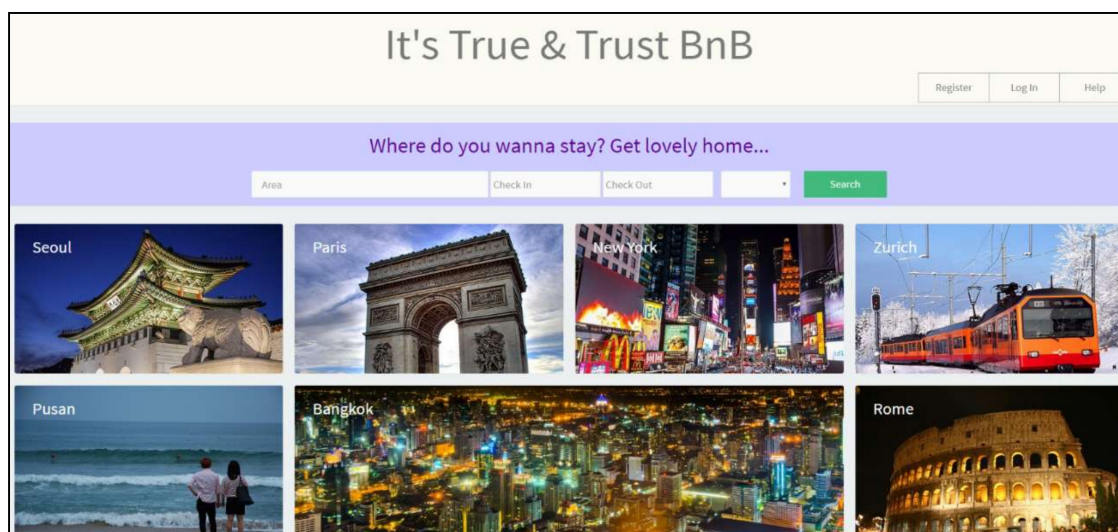 It's True & Trust BnB
Register Log In Help
Where do you wanna stay? Get lovely home...
Area Check In Check Out Search
Seoul Paris New York Zurich
Pusan Bangkok Rome